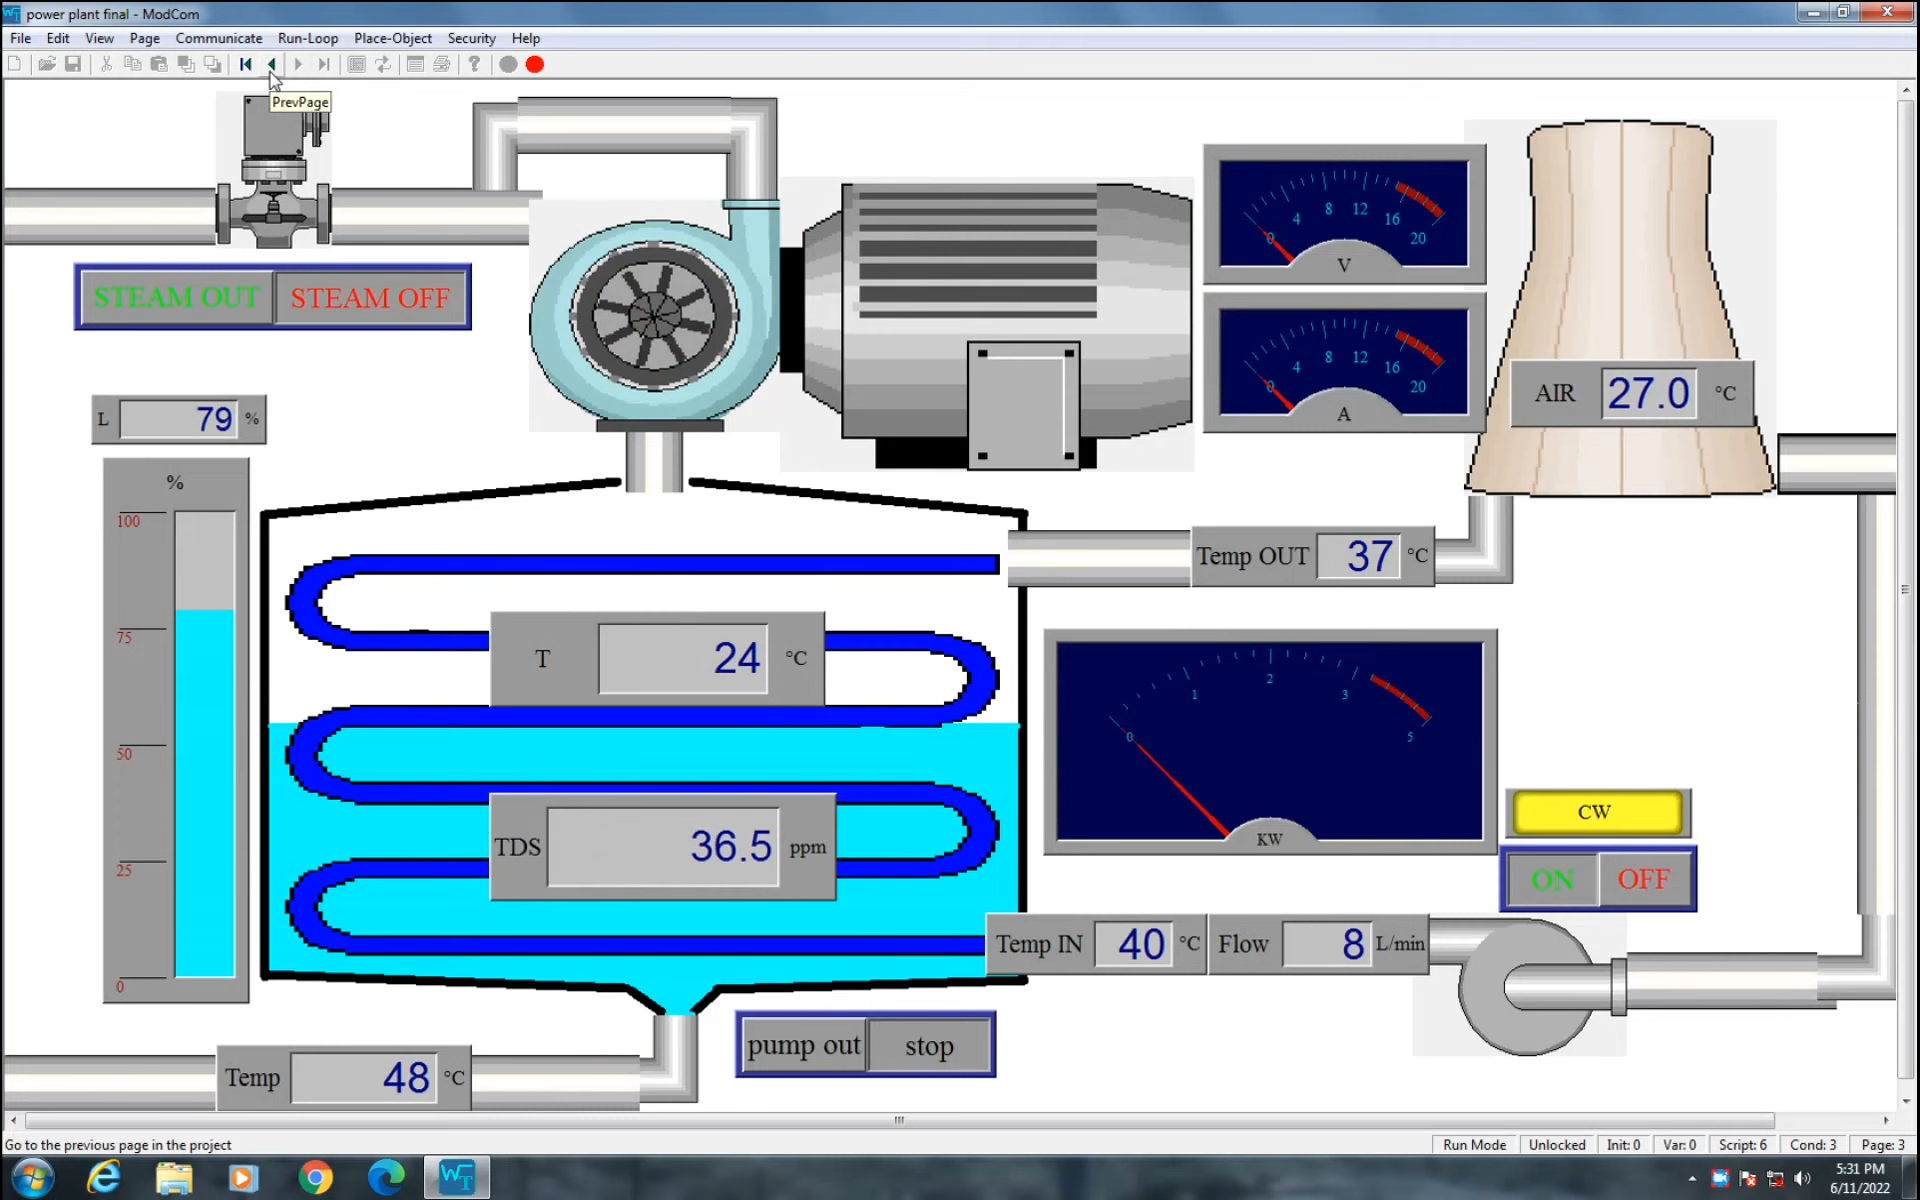 power plant final - ModCom
File Edit View Page Communicate Run-Loop Place-Object Security Help
PrevPage
STEAM OUT STEAM OFF
0 4 8 12 16 20
V
0 4 8 12 16 20
A
AIR 27.0 °C
L 79 %
%
100
75
50
25
0
Temp OUT 37 °C
T 24 °C
TDS 36.5 ppm
0 1 2 3 5
KW
CW
ON OFF
Temp IN 40 °C Flow 8 L/min
pump out stop
Temp 48 °C
Go to the previous page in the project
Run Mode Unlocked Init: 0 Var: 0 Script: 6 Cond: 3 Page: 3
WT
5:31 PM
6/11/2022